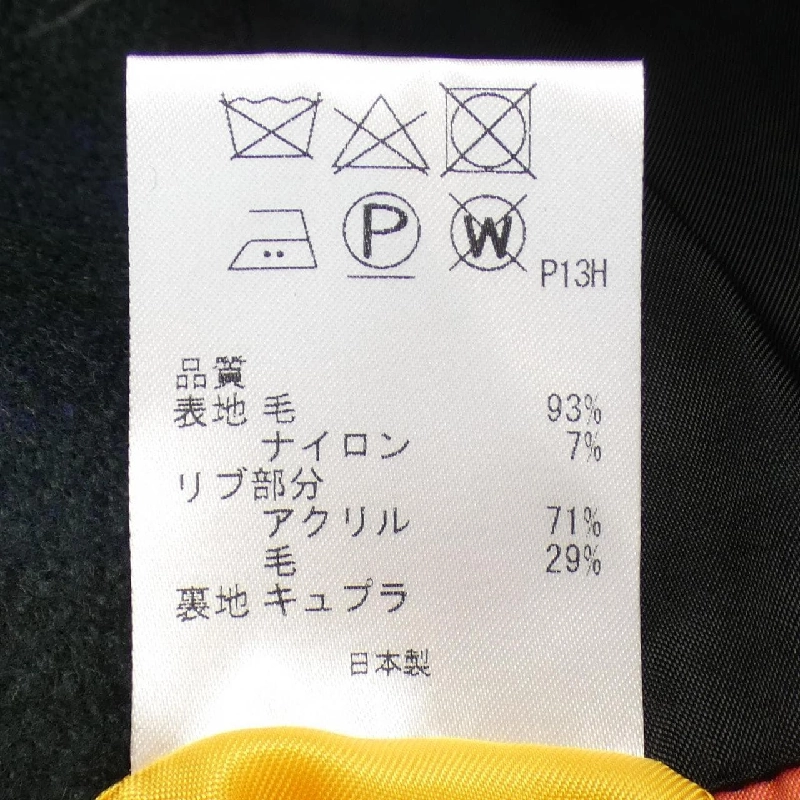 P W P13H
品質
表地 毛 93%
ナイロン 7%
リブ部分
アクリル 71%
毛 29%
裏地 キュプラ
日本製